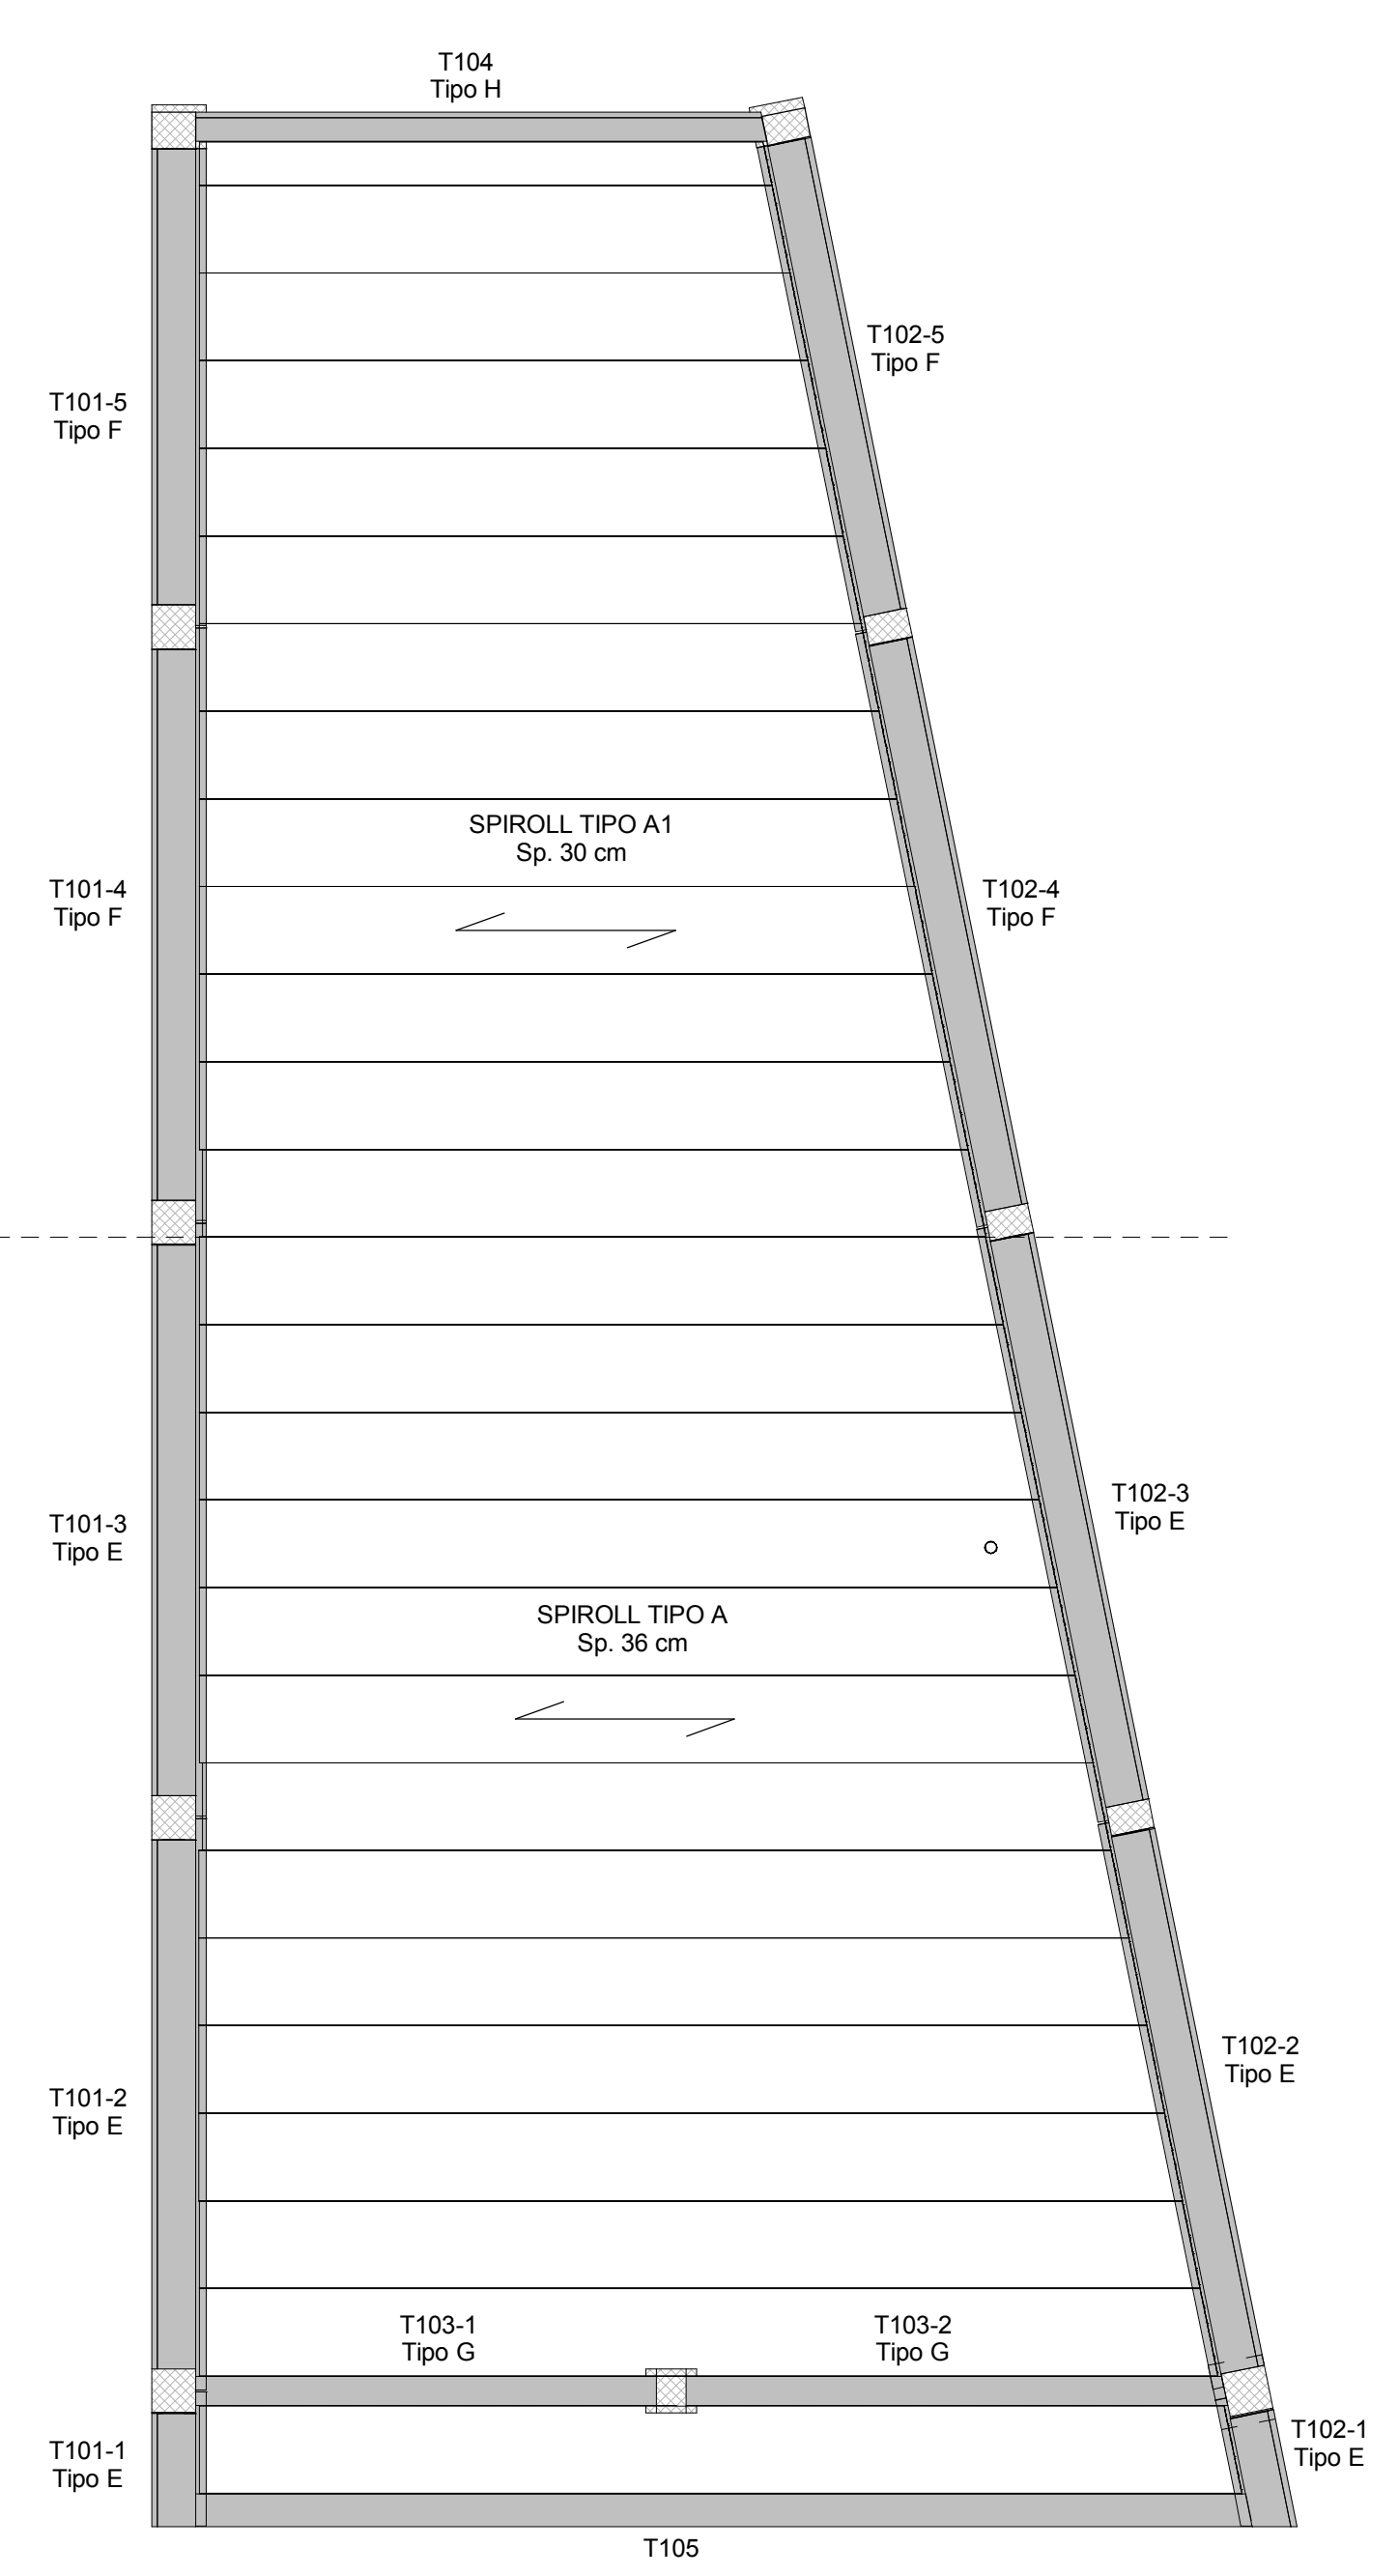 T104
Tipo H
T102-5
Tipo F
T101-5
Tipo F
SPIROLL TIPO A1
Sp. 30 cm
T101-4
Tipo F
T102-4
Tipo F
T102-3
Tipo E
T101-3
Tipo E
SPIROLL TIPO A
Sp. 36 cm
T102-2
Tipo E
T101-2
Tipo E
T103-1
Tipo G
T103-2
Tipo G
T102-1
Tipo E
T101-1
Tipo E
T105